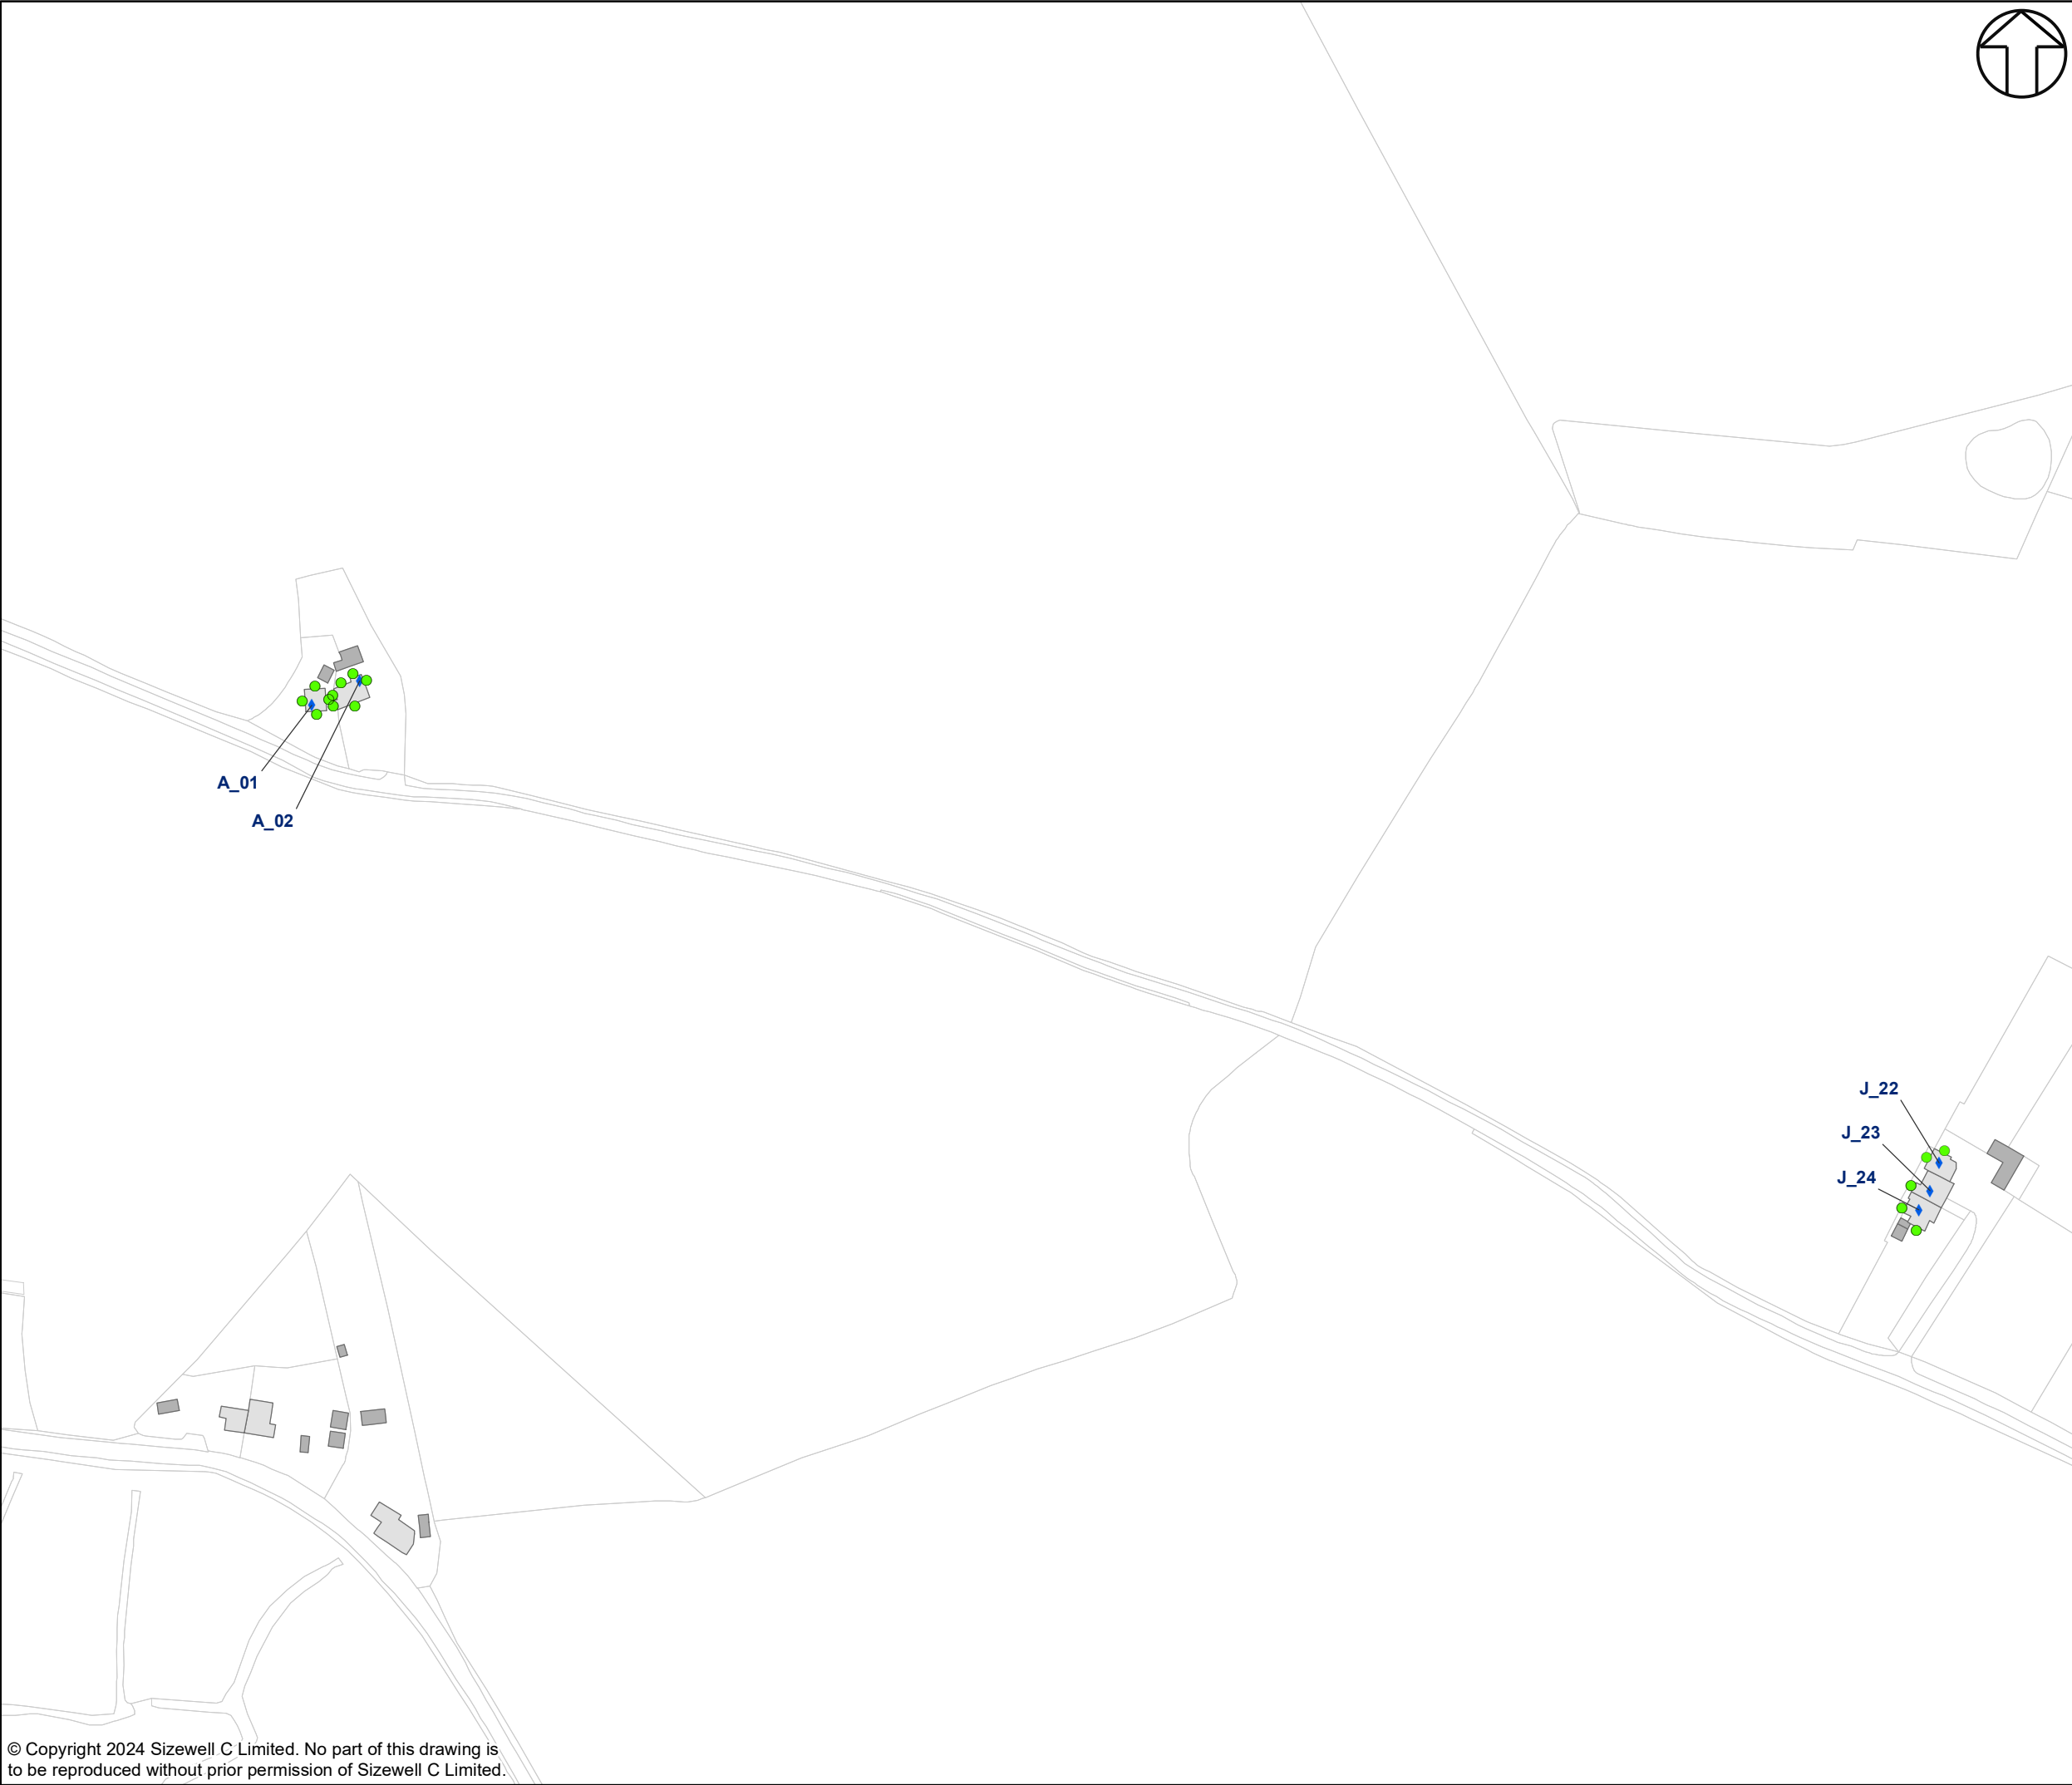 A_01
A_02
J_22
J_23
J_24
© Copyright 2024 Sizewell C Limited. No part of this drawing is
to be reproduced without prior permission of Sizewell C Limited.